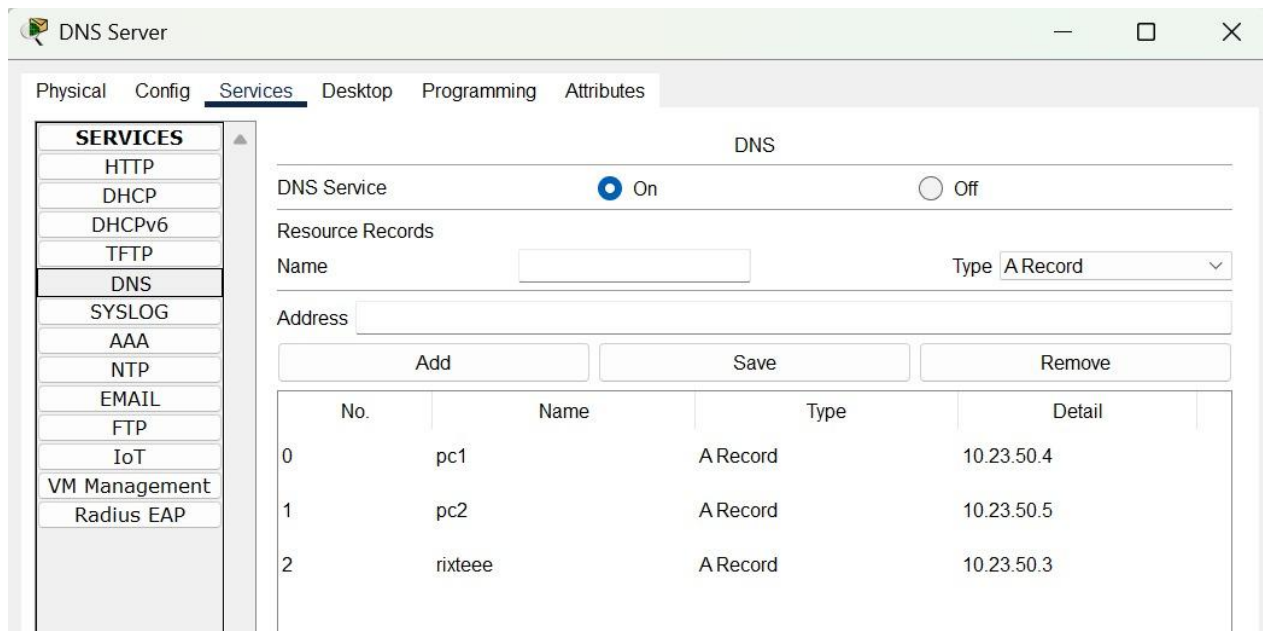 DNS Server
Physical Config Services Desktop Programming Attributes
SERVICES
HTTP
DHCP
DHCPv6
TFTP
DNS
SYSLOG
AAA
NTP
EMAIL
FTP
IoT
VM Management
Radius EAP
DNS
DNS Service On Off
Resource Records
Name Type A Record
Address
Add Save Remove
No. Name Type Detail
0 pc1 A Record 10.23.50.4
1 pc2 A Record 10.23.50.5
2 rixteee A Record 10.23.50.3